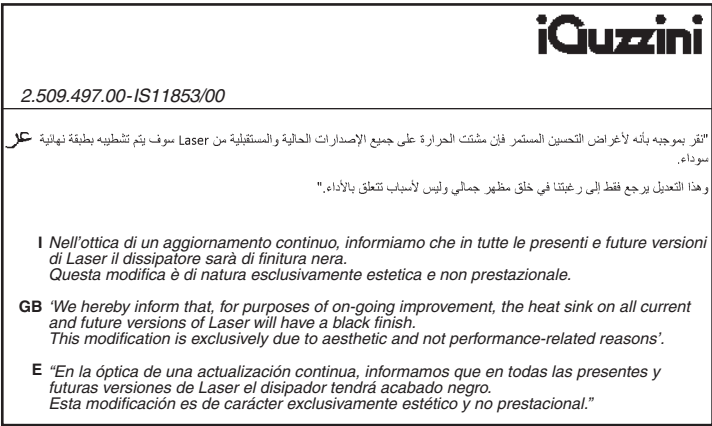 iGuzzini
2.509.497.00-IS11853/00
عر "نقر بموجبه بأنه لأغراض التحسين المستمر فإن مشتت الحرارة على جميع الإصدارات الحالية والمستقبلية من Laser سوف يتم تشطيبه بطبقة نهائية
سوداء.
وهذا التعديل يرجع فقط إلى رغبتنا في خلق مظهر جمالي وليس لأسباب تتعلق بالأداء."
I Nell'ottica di un aggiornamento continuo, informiamo che in tutte le presenti e future versioni
di Laser il dissipatore sarà di finitura nera.
Questa modifica è di natura esclusivamente estetica e non prestazionale.
GB 'We hereby inform that, for purposes of on-going improvement, the heat sink on all current
and future versions of Laser will have a black finish.
This modification is exclusively due to aesthetic and not performance-related reasons'.
E "En la óptica de una actualización continua, informamos que en todas las presentes y
futuras versiones de Laser el disipador tendrá acabado negro.
Esta modificación es de carácter exclusivamente estético y no prestacional."